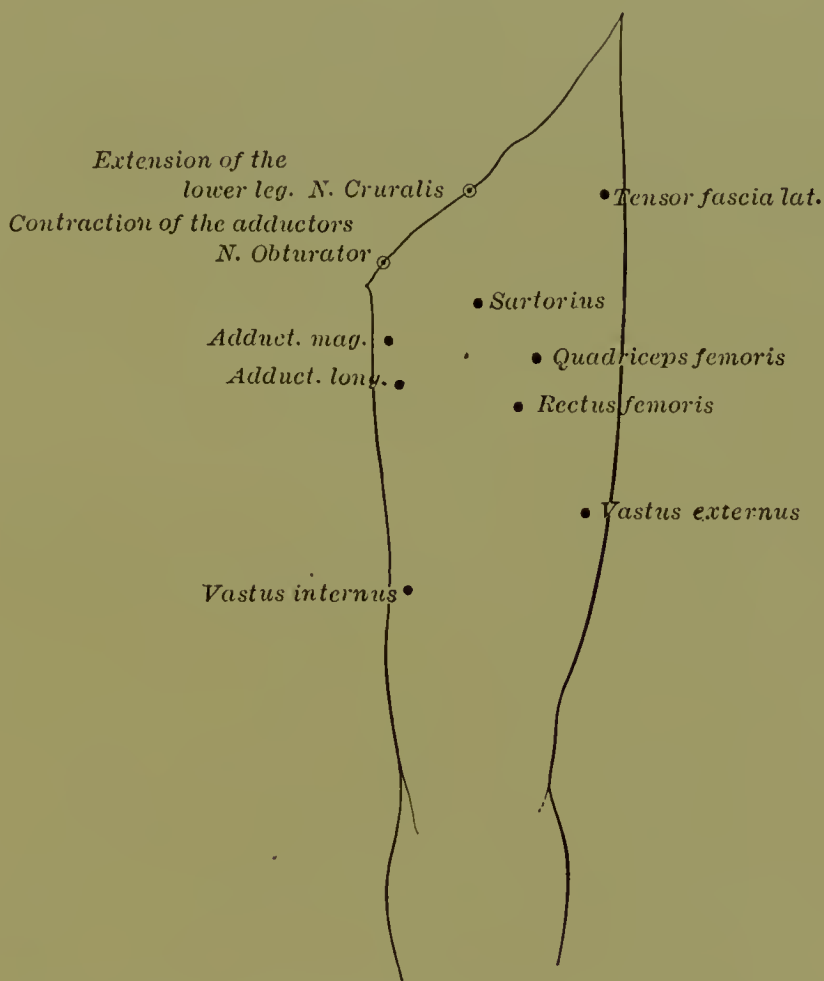 Extension of the
lower leg. N. Cruralis
Tensor fascia lat.
Contraction of the adductors
N. Obturator
Sartorius
Adduct. mag.
Quadriceps femoris
Adduct. long.
Rectus femoris
Vastus externus
Vastus internus